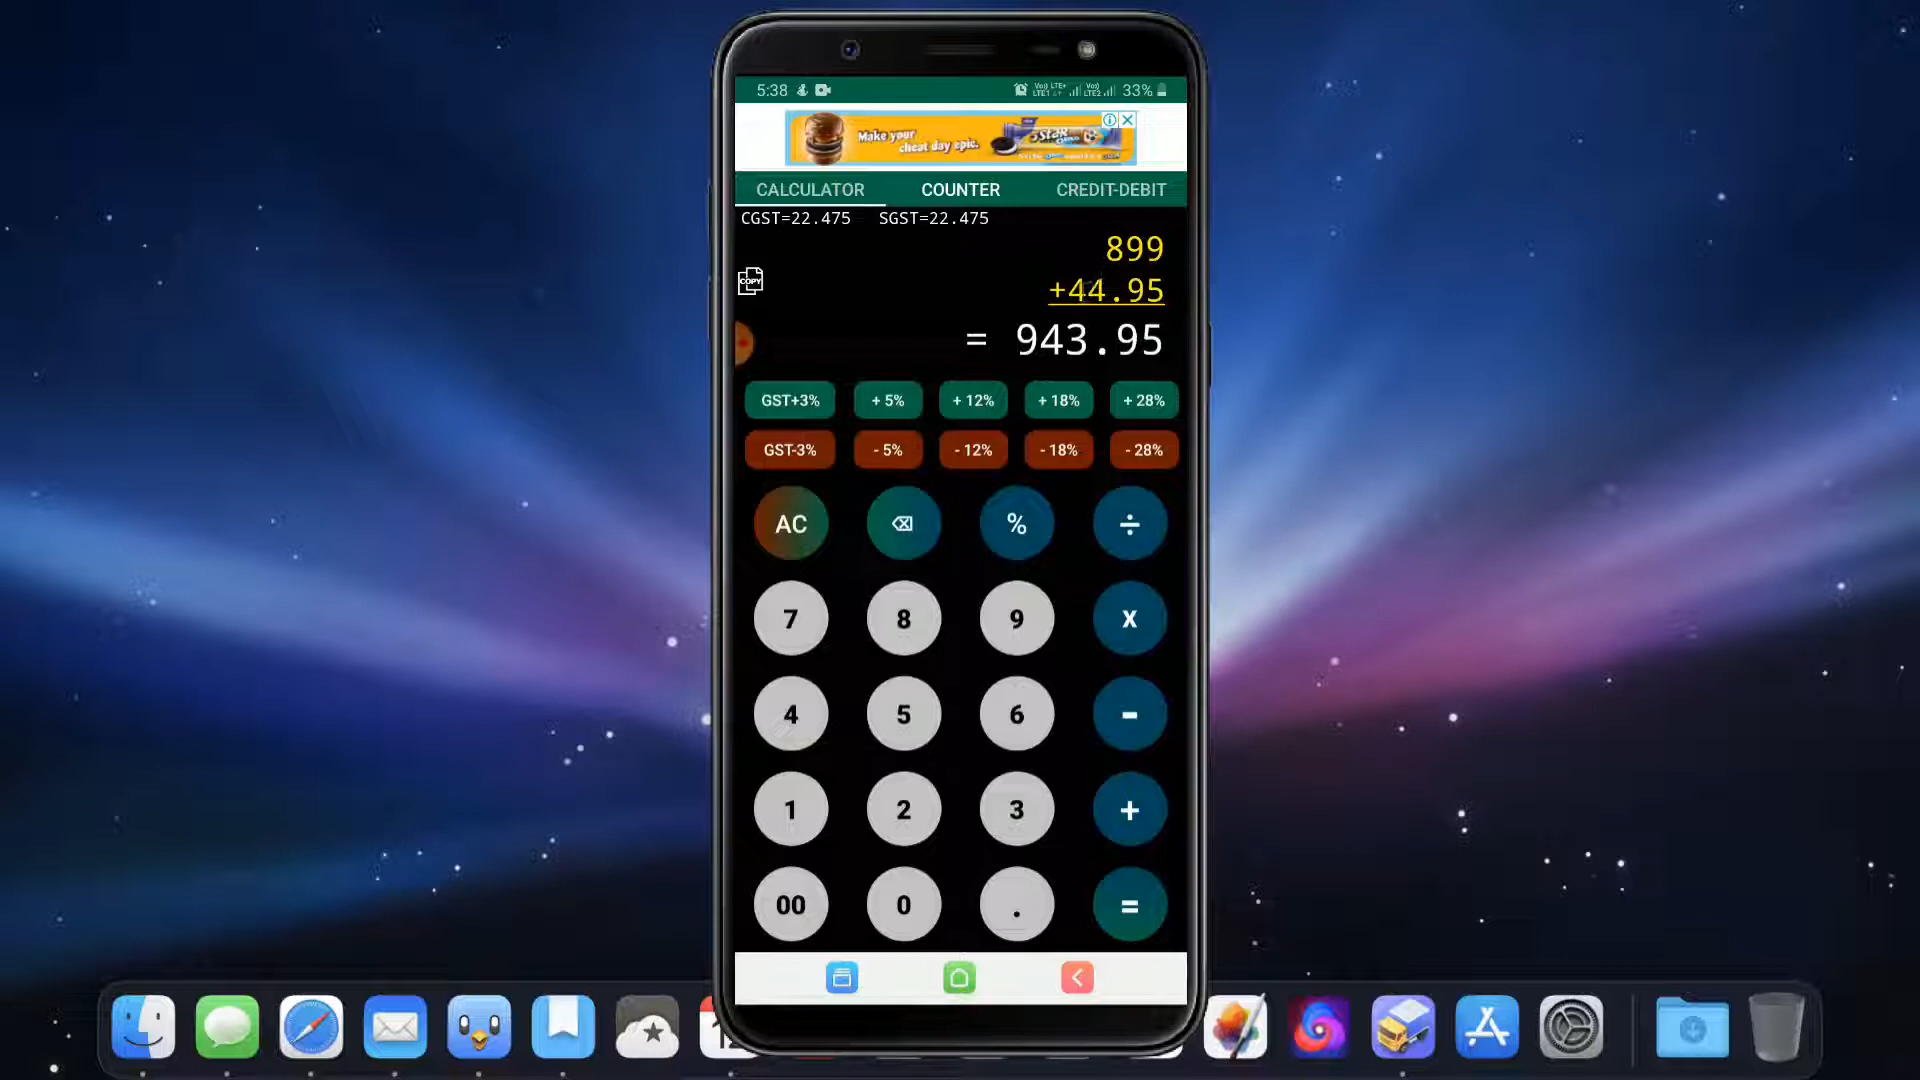 5:38 33%
Make your
cheat day epic.
5Star
CALCULATOR COUNTER CREDIT-DEBIT
CGST=22.475 SGST=22.475
899
COPY
+44.95
= 943.95
GST+3% + 5% + 12% + 18% + 28%
GST-3% - 5% - 12% - 18% - 28%
AC % ÷
7 8 9 X
4 5 6 -
1 2 3 +
00 0 . =